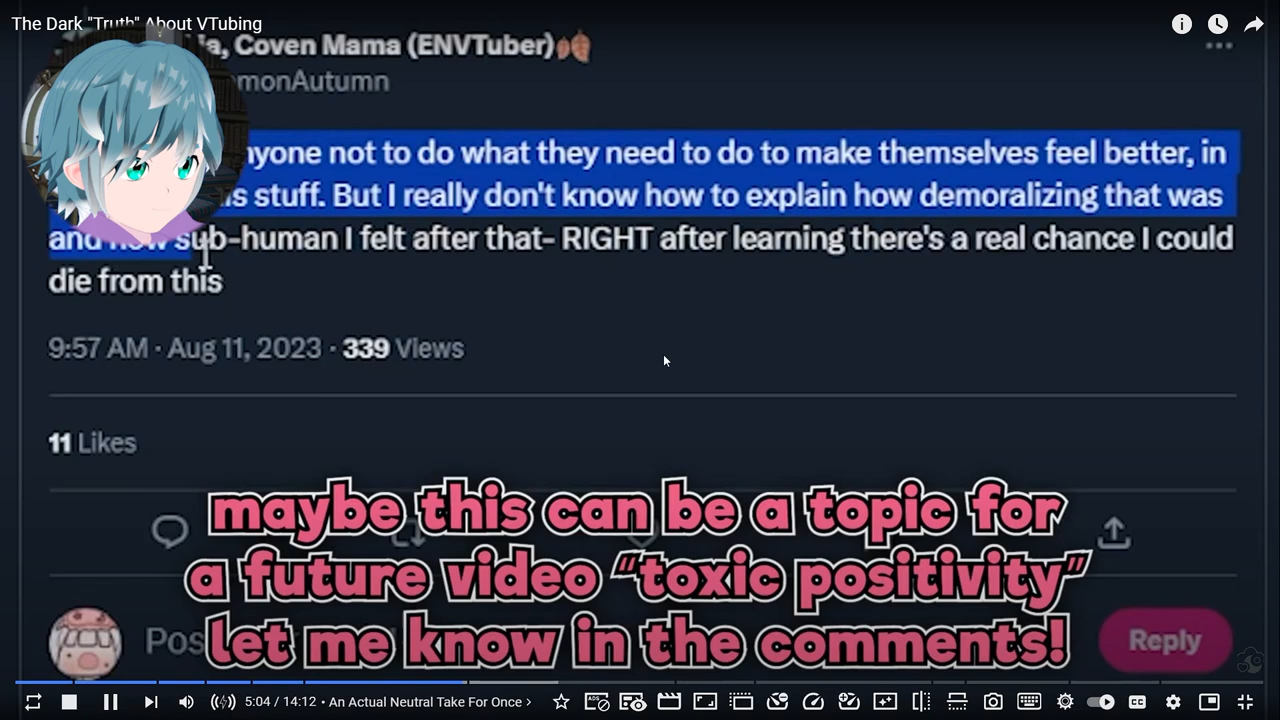 The Dark "Truth" About VTubing
Coven Mama (ENVTuber)
monAutumn
not to do what they need to do to make themselves feel better, in
stuff. But I really don't know how to explain how demoralizing that was
and how sub-human I felt after that- RIGHT after learning there's a real chance I could
die from this
9:57 AM · Aug 11, 2023 · 339 Views
11 Likes
maybe this can be a topic for
a future video "toxic positivity"
let me know in the comments!
Reply
5:04 / 14:12 • An Actual Neutral Take For Once >
ADS
CC